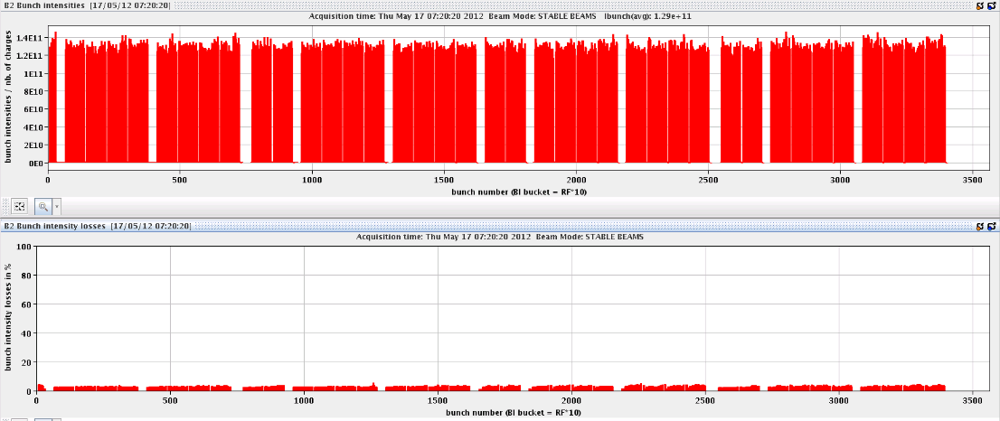 B2 Bunch intensities [17/05/12 07:20:20]
Acquisition time: Thu May 17 07:20:20 2012 Beam Mode: STABLE BEAMS Ibunch(avg): 1.29e+11
bunch intensities / nb. of charges
1.4E11
1.2E11
1E11
8E10
6E10
4E10
2E10
0E0
0 500 1000 1500 2000 2500 3000 3500
bunch number (BI bucket = RF*10)
B2 Bunch intensity losses [17/05/12 07:20:20]
Acquisition time: Thu May 17 07:20:20 2012 Beam Mode: STABLE BEAMS
bunch intensity losses in %
100
80
60
40
20
0
0 500 1000 1500 2000 2500 3000 3500
bunch number (BI bucket = RF*10)